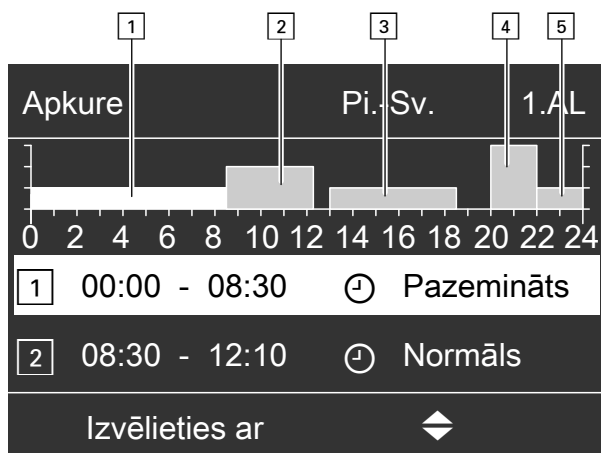 1 2 3 4 5
Apkure Pi.-Sv. 1.AL
0 2 4 6 8 10 12 14 16 18 20 22 24
1 00:00 - 08:30 Pazemināts
2 08:30 - 12:10 Normāls
Izvēlieties ar